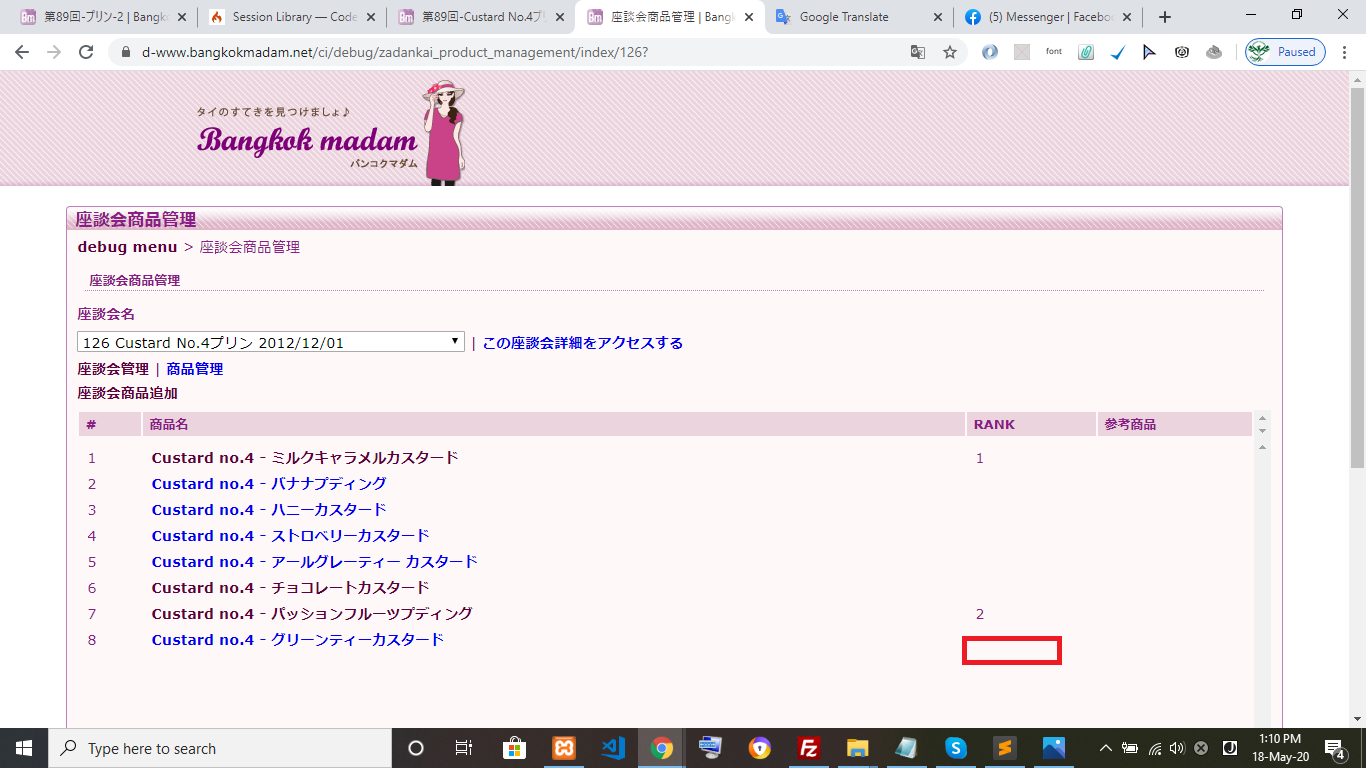 第89回-プリン-2 | Bangk
Session Library — Code
第89回-Custard No.4プリ
座談会商品管理 | Bang
Google Translate
(5) Messenger | Facebo
d-www.bangkokmadam.net/ci/debug/zadankai_product_management/index/126?
font
Paused
タイのすてきを見つけましょ♪
Bangkok madam
バンコクマダム
座談会商品管理
debug menu > 座談会商品管理
座談会商品管理
座談会名
126 Custard No.4プリン 2012/12/01 | この座談会詳細をアクセスする
座談会管理 | 商品管理
座談会商品追加
# 商品名 RANK 参考商品
1 Custard no.4 - ミルクキャラメルカスタード 1
2 Custard no.4 - バナナプディング
3 Custard no.4 - ハニーカスタード
4 Custard no.4 - ストロベリーカスタード
5 Custard no.4 - アールグレーティー カスタード
6 Custard no.4 - チョコレートカスタード
7 Custard no.4 - パッションフルーツプディング 2
8 Custard no.4 - グリーンティーカスタード
Type here to search
1:10 PM
18-May-20
4